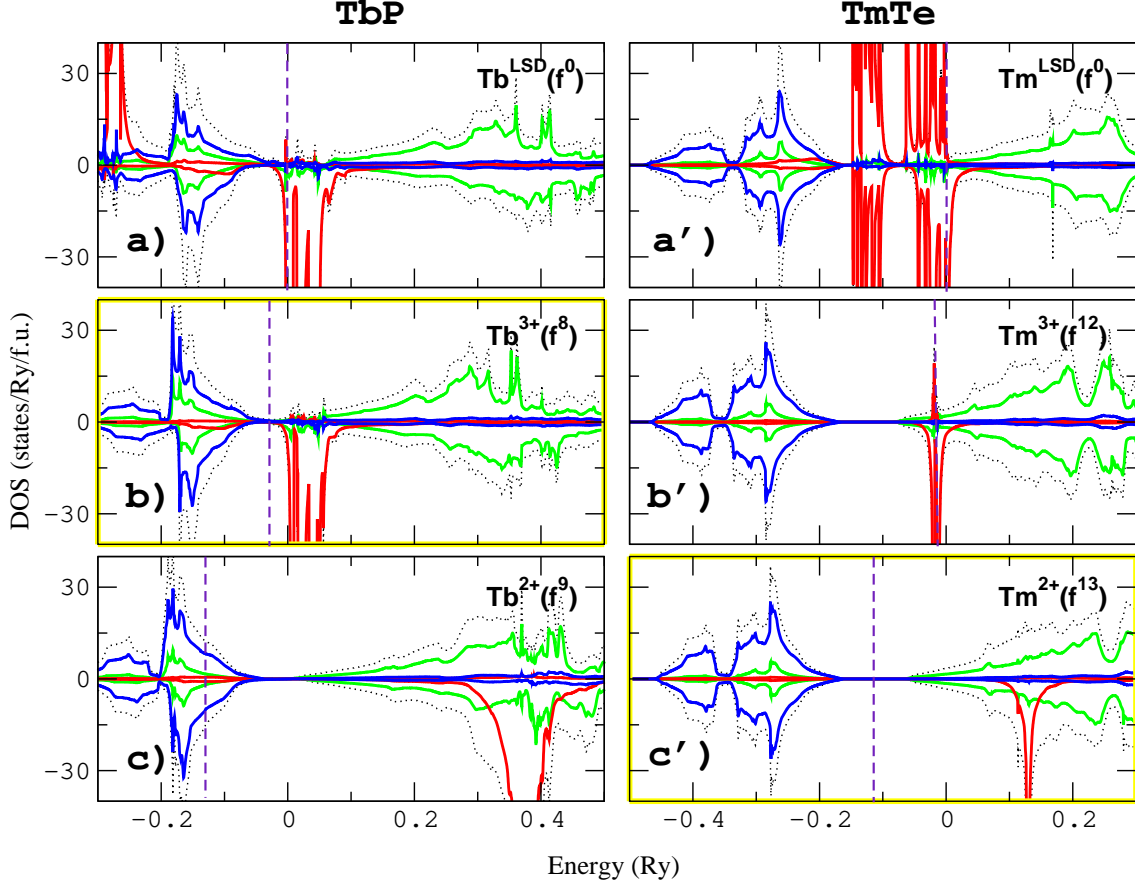 TbP TmTe
30
0
-30
Tb^LSD(f^0)
a)
Tm^LSD(f^0)
a')
DOS (states/Ry/f.u.)
30
0
-30
Tb^3+(f^8)
b)
Tm^3+(f^12)
b')
30
0
-30
Tb^2+(f^9)
c)
Tm^2+(f^13)
c')
-0.2 0 0.2 0.4 -0.4 -0.2 0 0.2
Energy (Ry)